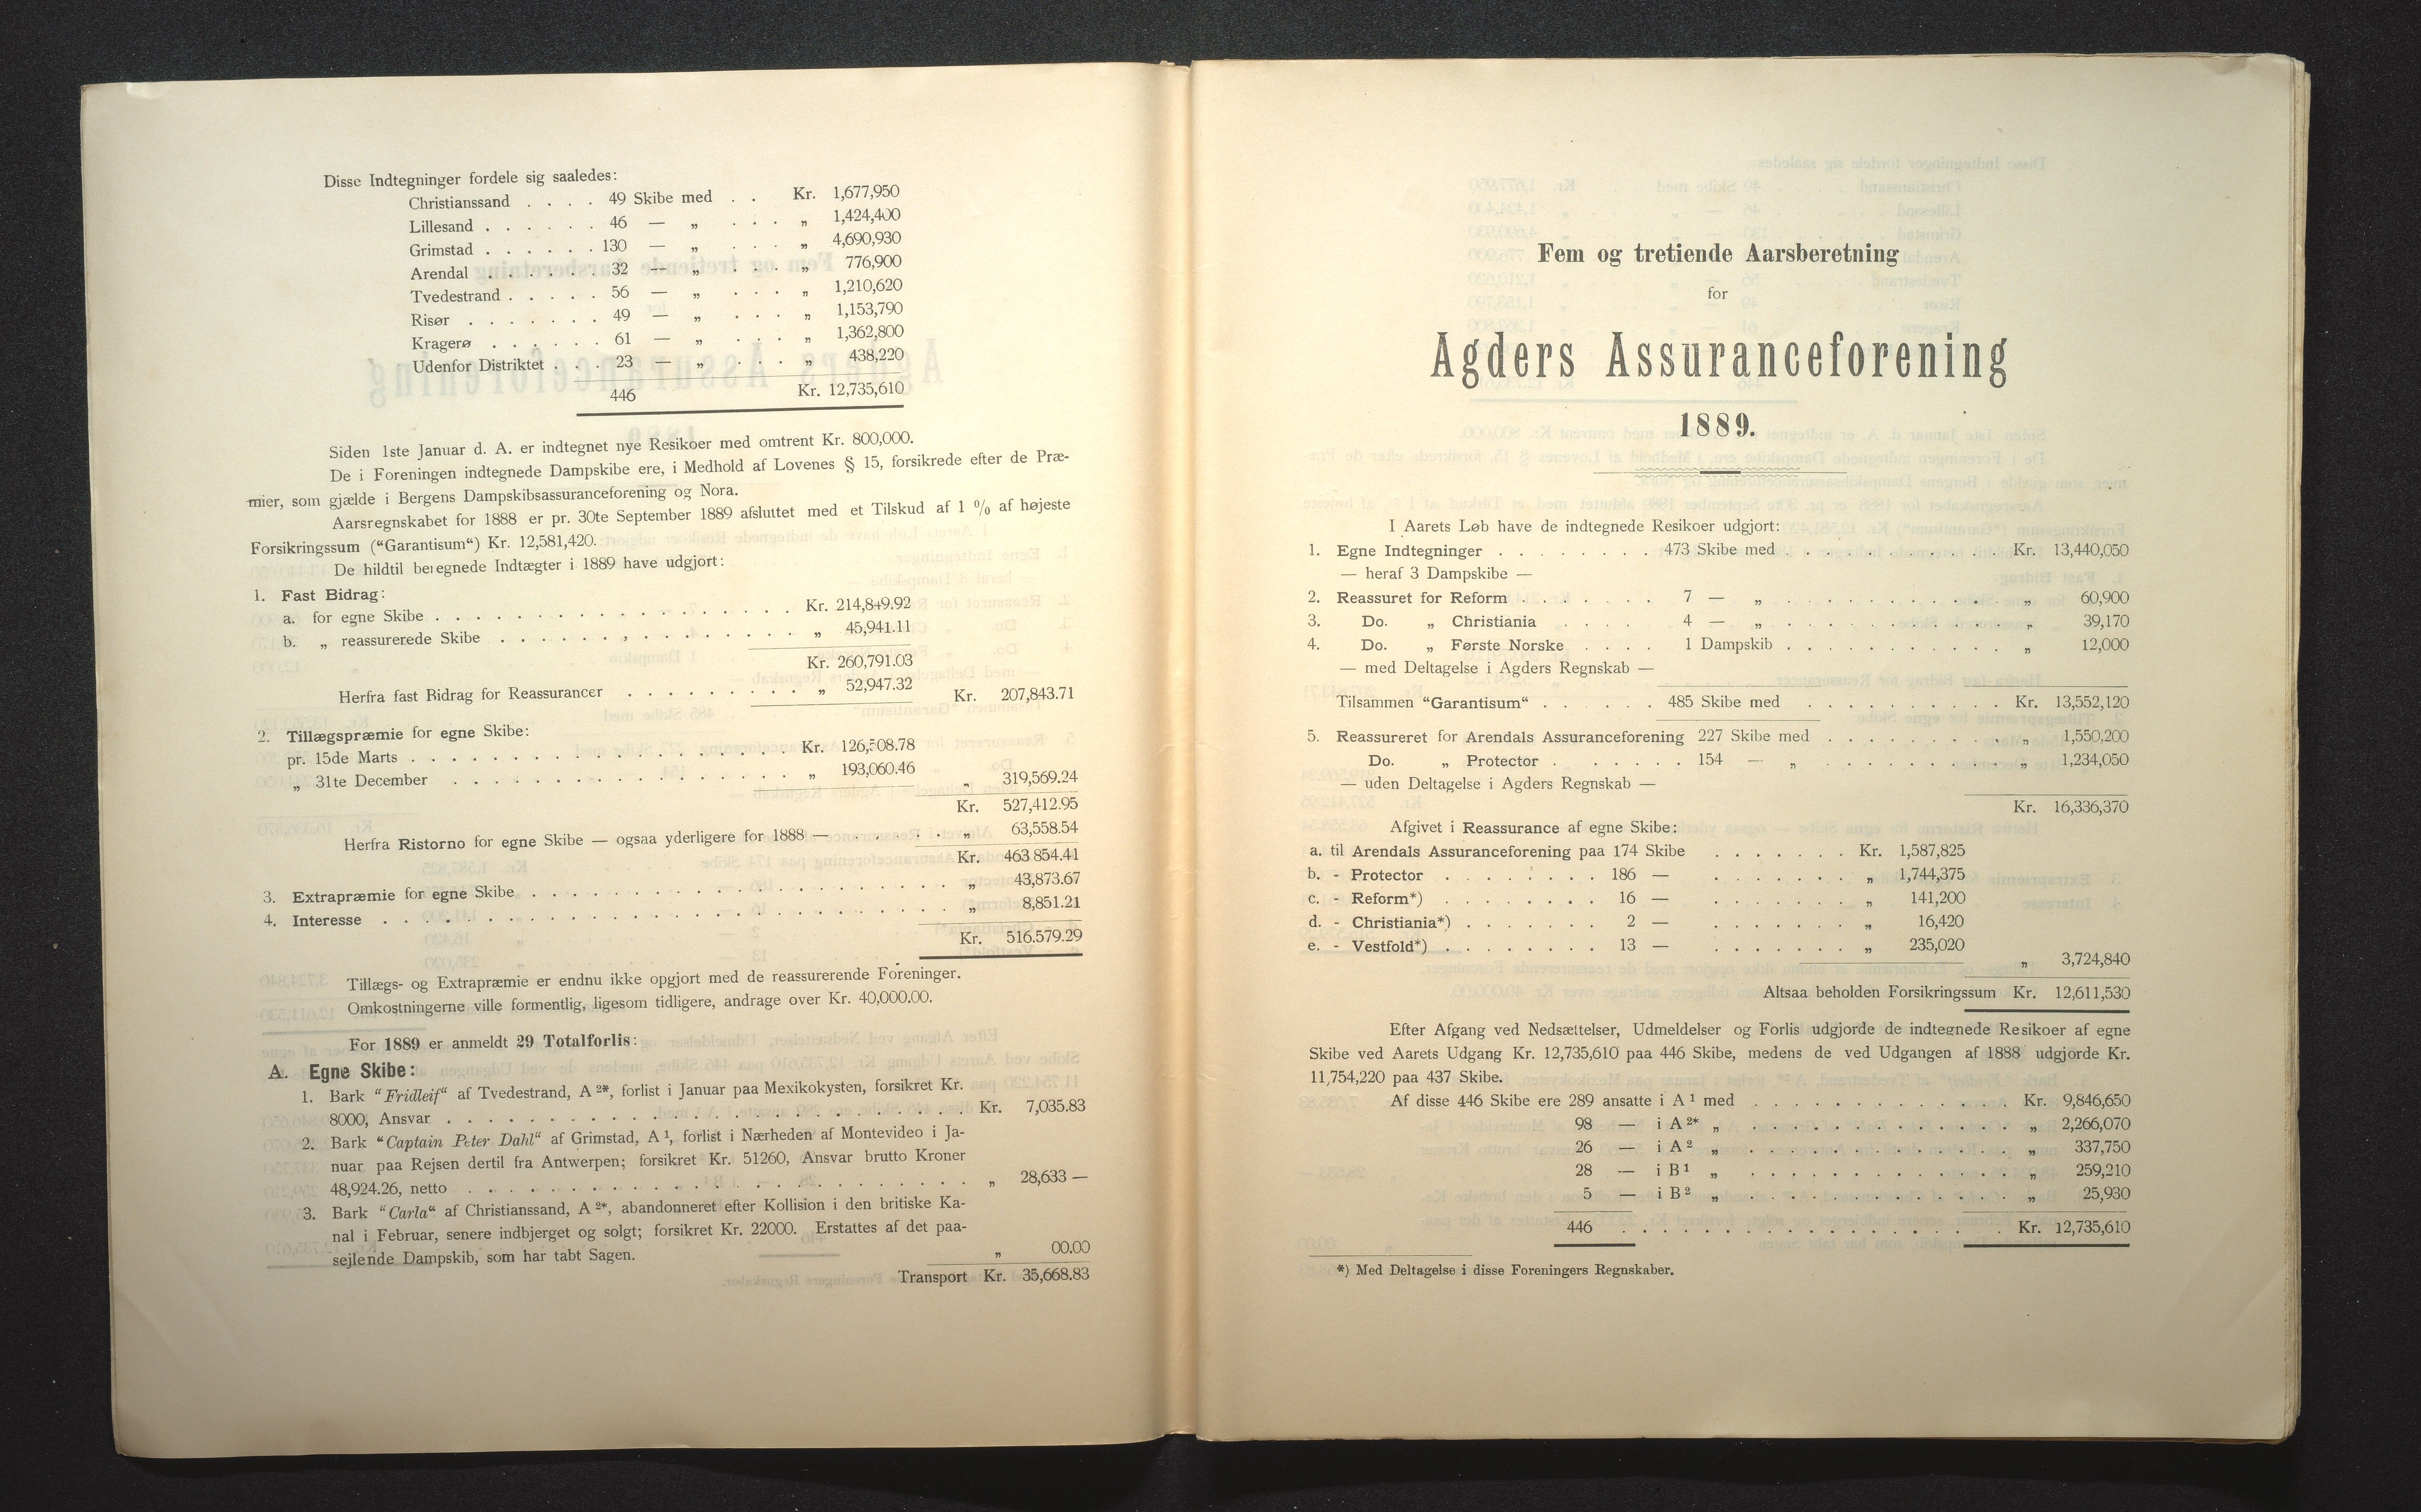 Disse Indtegninger fordele sig saaledes:
Christianssand . . . . 49 Skibe med . . Kr. 1,677,950
Lillesand . . . . . . 46 — „ . . . „ 1,424,400
Grimstad . . . . . . 130 — „ . . . „ 4,690,930
Arendal . . . . . . 32 — „ . . . „ 776,900
Tvedestrand . . . . . 56 — „ . . . „ 1,210,620
Risør . . . . . . . 49 — „ . . . „ 1,153,790
Kragerø . . . . . . 61 — „ . . . „ 1,362,800
Udenfor Distriktet . . . 23 — „ . . . „ 438,220
446 Kr. 12,735,610
Siden 1ste Januar d. A. er indtegnet nye Resikoer med omtrent Kr. 800,000.
De i Foreningen indtegnede Dampskibe ere, i Medhold af Lovenes § 15, forsikrede efter de Præ-
mier, som gjælde i Bergens Dampskibsassuranceforening og Nora.
Aarsregnskabet for 1888 er pr. 30te September 1889 afsluttet med et Tilskud af 1 % af højeste
Forsikringssum (“Garantisum“) Kr. 12,581,420.
De hildtil beregnede Indtægter i 1889 have udgjort:
1. Fast Bidrag:
a. for egne Skibe . . . . . . . . . . . . . . . . Kr. 214,849.92
b. „ reassurerede Skibe . . . . . . . . . . . . . . „ 45,941.11
Kr. 260,791.03
Herfra fast Bidrag for Reassurancer . . . . . . . . . „ 52,947.32 Kr. 207,843.71
2. Tillægspræmie for egne Skibe:
pr. 15de Marts . . . . . . . . . . . . . . . . . Kr. 126,508.78
„ 31te December . . . . . . . . . . . . . . . . „ 193,060.46 „ 319,569.24
Kr. 527,412.95
Herfra Ristorno for egne Skibe — ogsaa yderligere for 1888 — . . . . . „ 63,558.54
Kr. 463 854.41
3. Extrapræmie for egne Skibe . . . . . . . . . . . . . . . . . . „ 43,873.67
4. Interesse . . . . . . . . . . . . . . . . . . . . . . . . „ 8,851.21
Kr. 516.579.29
Tillægs- og Extrapræmie er endnu ikke opgjort med de reassurerende Foreninger.
Omkostningerne ville formentlig, ligesom tidligere, andrage over Kr. 40,000.00.
For 1889 er anmeldt 29 Totalforlis:
A. Egne Skibe:
1. Bark “Fridleif“ af Tvedestrand, A 2*, forlist i Januar paa Mexikokysten, forsikret Kr.
8000, Ansvar . . . . . . . . . . . . . . . . . . . . . . Kr. 7,035.83
2. Bark “Captain Peter Dahl“ af Grimstad, A 1, forlist i Nærheden af Montevideo i Ja-
nuar paa Rejsen dertil fra Antwerpen; forsikret Kr. 51260, Ansvar brutto Kroner
48,924.26, netto . . . . . . . . . . . . . . . . . . . . . „ 28,633 —
3. Bark “Carla“ af Christianssand, A 2*, abandonneret efter Kollision i den britiske Ka-
nal i Februar, senere indbjerget og solgt; forsikret Kr. 22000. Erstattes af det paa-
sejlende Dampskib, som har tabt Sagen. „ 00.00
Transport Kr. 35,668.83
Fem og tretiende Aarsberetning
for
Agders Assuranceforening
1889.
I Aarets Løb have de indtegnede Resikoer udgjort:
1. Egne Indtegninger . . . . . . . . 473 Skibe med . . . . . . . . . . . Kr. 13,440,050
— heraf 3 Dampskibe —
2. Reassuret for Reform . . . . . . . 7 — „ . . . . . . . . . . . „ 60,900
3. Do. „ Christiania . . . . . 4 — „ . . . . . . . . . . . „ 39,170
4. Do. „ Første Norske . . . . 1 Dampskib . . . . . . . . . . . „ 12,000
— med Deltagelse i Agders Regnskab —
Tilsammen “Garantisum“ . . . . . . 485 Skibe med . . . . . . . . . . Kr. 13,552,120
5. Reassureret for Arendals Assuranceforening 227 Skibe med . . . . . . . . . „ 1,550,200
Do. „ Protector . . . . . . 154 — „ . . . . . . . . . . „ 1,234,050
— uden Deltagelse i Agders Regnskab —
Kr. 16,336,370
Afgivet i Reassurance af egne Skibe:
a. til Arendals Assuranceforening paa 174 Skibe . . . . . . . Kr. 1,587,825
b. - Protector . . . . . . . . 186 — . . . . . . . „ 1,744,375
c. - Reform*) . . . . . . . . 16 — . . . . . . . „ 141,200
d. - Christiania*) . . . . . . . 2 — . . . . . . . „ 16,420
e. - Vestfold*) . . . . . . . . 13 — . . . . . . . „ 235,020
„ 3,724,840
Altsaa beholden Forsikringssum Kr. 12,611,530
Efter Afgang ved Nedsættelser, Udmeldelser og Forlis udgjorde de indtegnede Resikoer af egne
Skibe ved Aarets Udgang Kr. 12,735,610 paa 446 Skibe, medens de ved Udgangen af 1888 udgjorde Kr.
11,754,220 paa 437 Skibe.
Af disse 446 Skibe ere 289 ansatte i A 1 med . . . . . . . . . . . . . Kr. 9,846,650
98 — i A 2* „ . . . . . . . . . . . . . „ 2,266,070
26 — i A 2 „ . . . . . . . . . . . . . „ 337,750
28 — i B 1 „ . . . . . . . . . . . . . „ 259,210
5 — i B 2 „ . . . . . . . . . . . . . „ 25,930
446 . . . . . . . . . . . . . . . . . Kr. 12,735,610
*) Med Deltagelse i disse Foreningers Regnskaber.